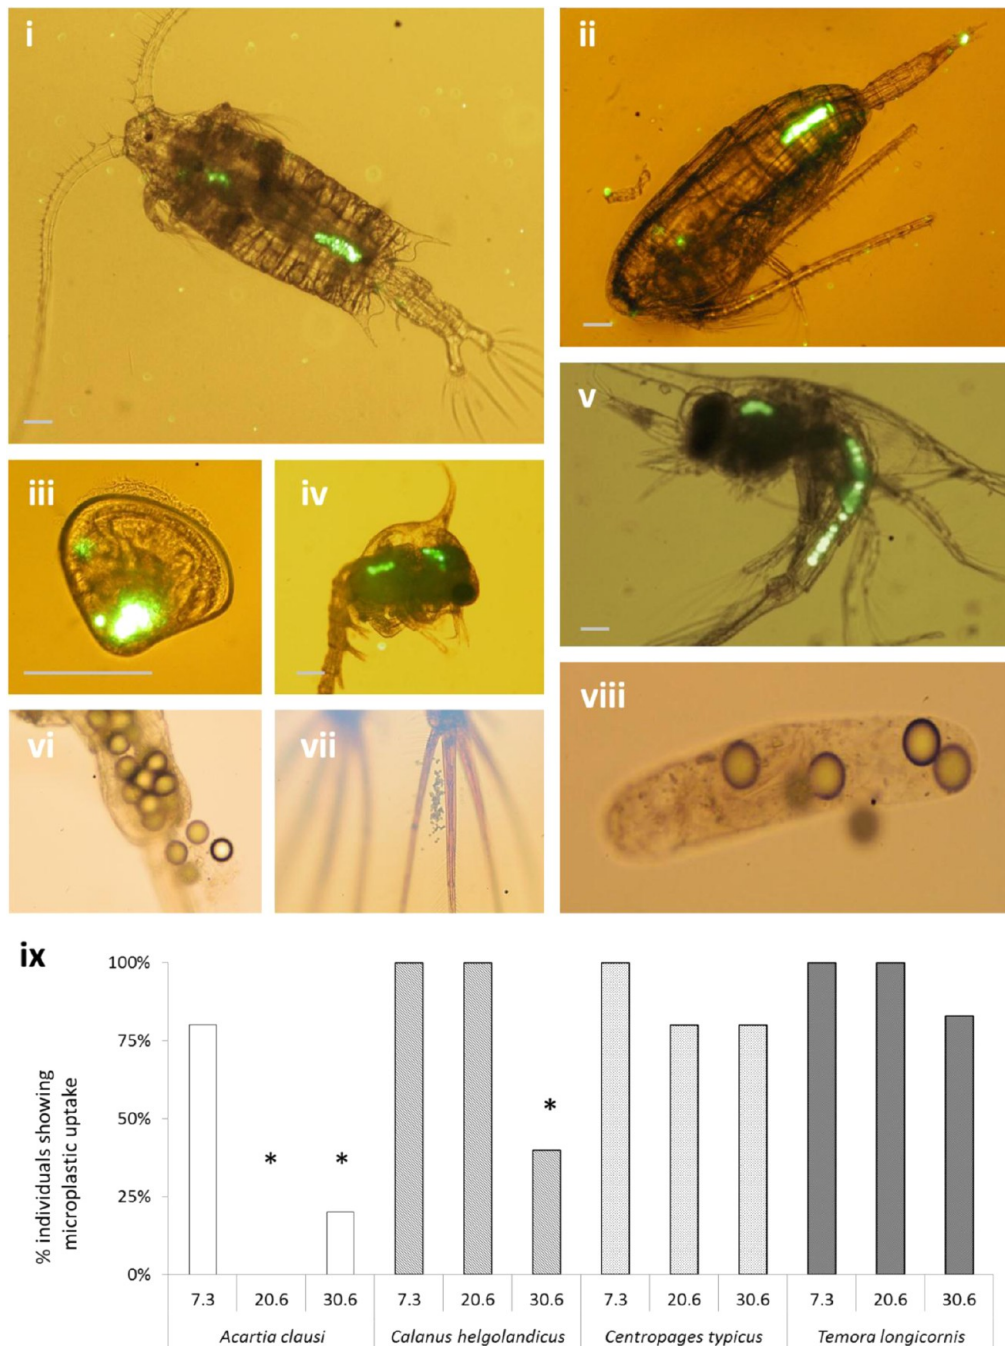 i
ii
iii
iv
v
vi
vii
viii
ix
% individuals showing
microplastic uptake
100%
75%
50%
25%
0%
* * *
7.3 20.6 30.6 7.3 20.6 30.6 7.3 20.6 30.6 7.3 20.6 30.6
Acartia clausi Calanus helgolandicus Centropages typicus Temora longicornis